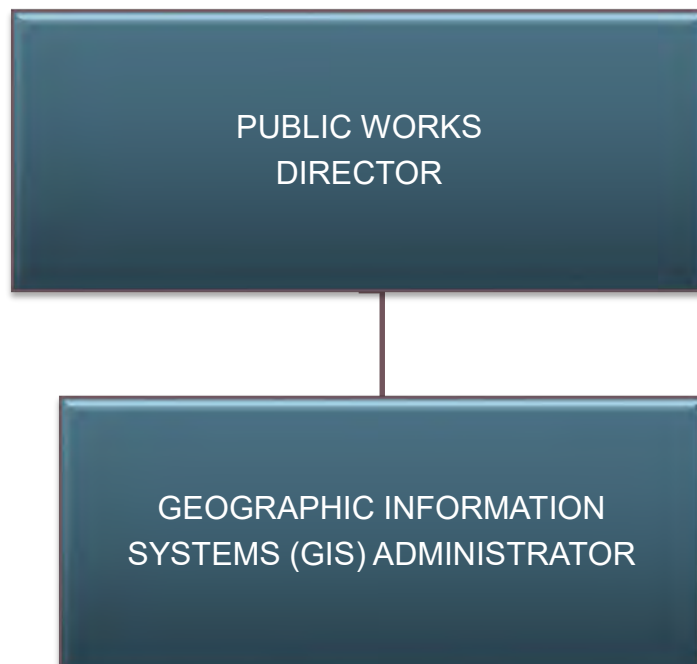 PUBLIC WORKS
DIRECTOR
GEOGRAPHIC INFORMATION
SYSTEMS (GIS) ADMINISTRATOR